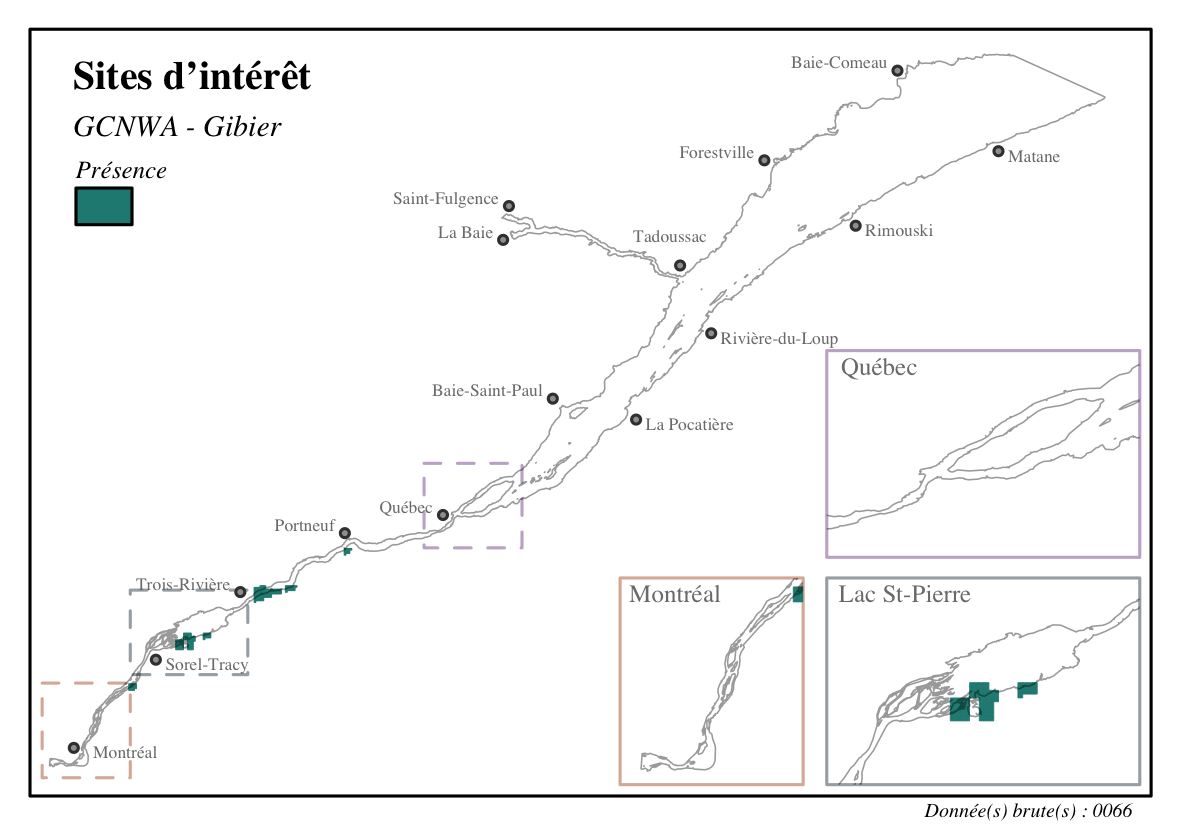 Sites d’intérêt
GCNWA - Gibier
Présence
Baie-Comeau
Forestville
Matane
Saint-Fulgence
La Baie
Tadoussac
Rimouski
Rivière-du-Loup
Baie-Saint-Paul
La Pocatière
Québec
Québec
Portneuf
Trois-Rivière
Sorel-Tracy
Montréal
Montréal
Lac St-Pierre
Donnée(s) brute(s) : 0066